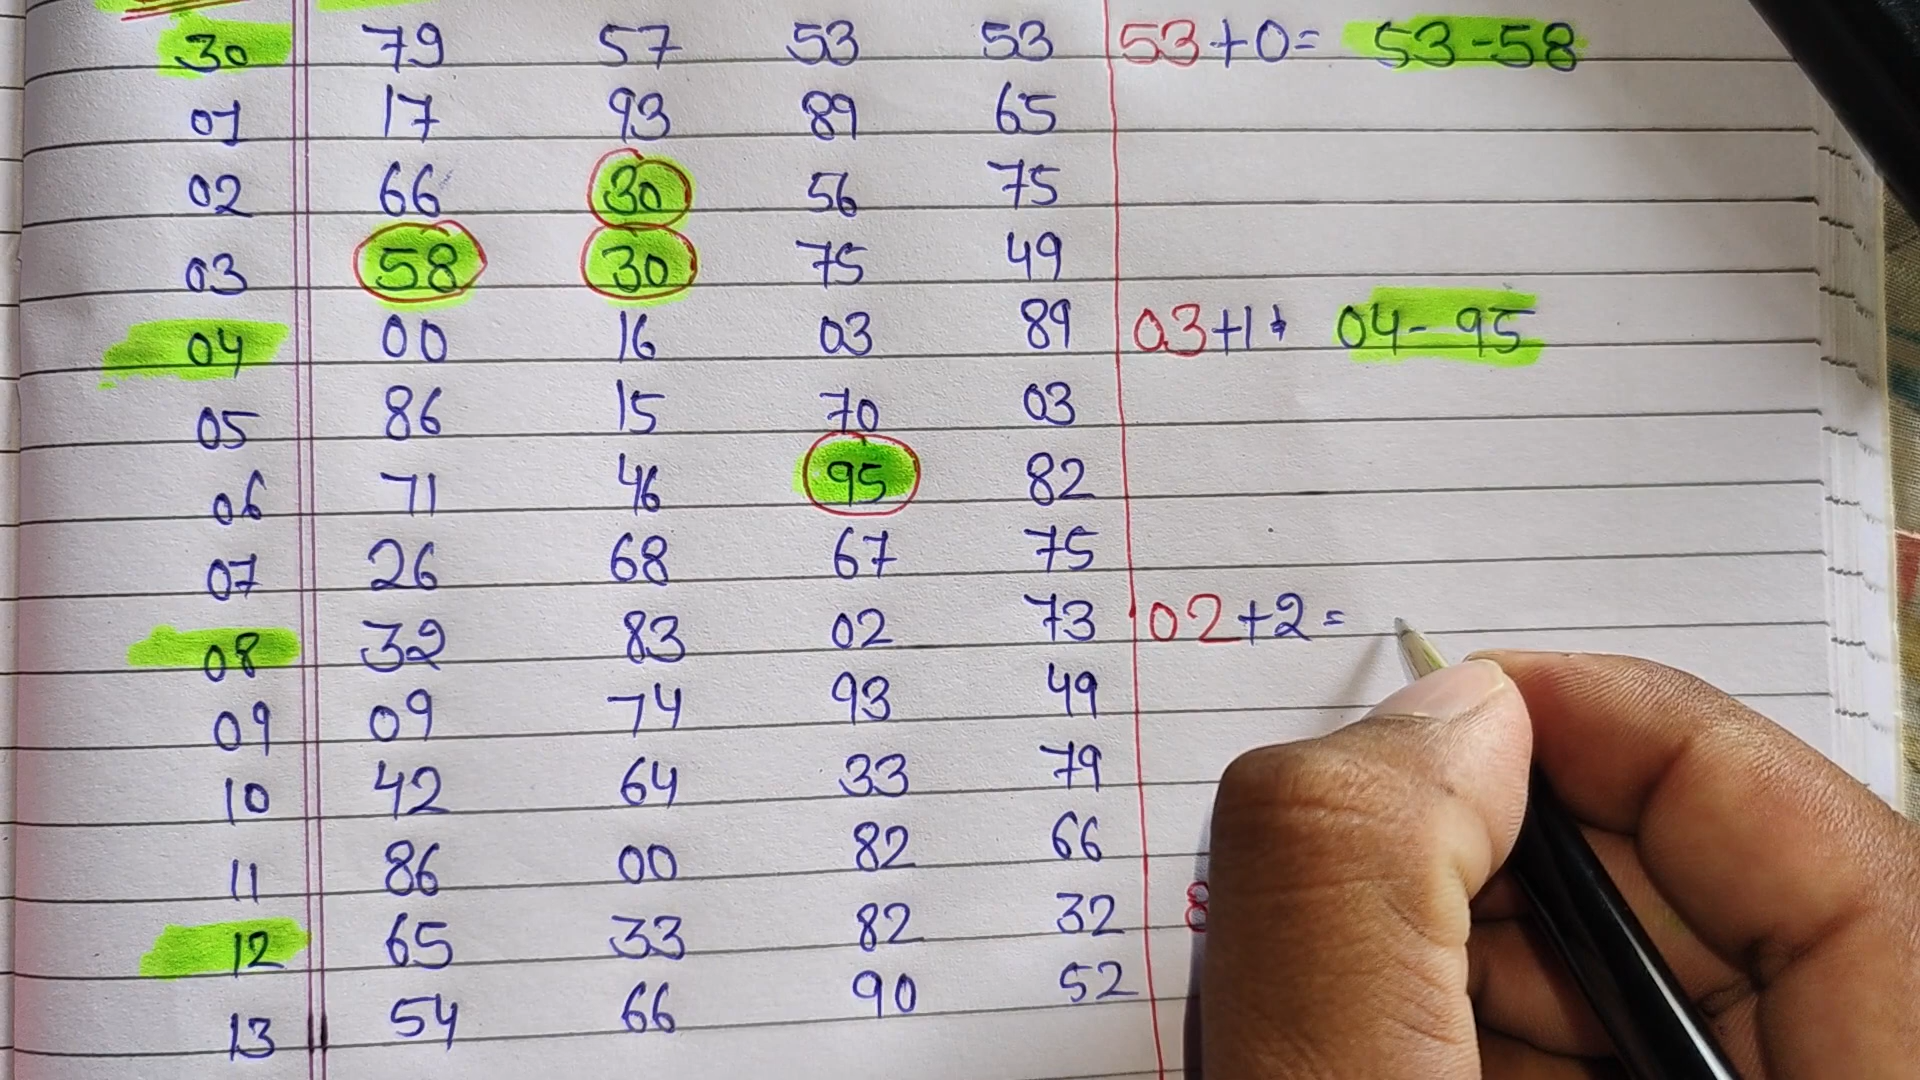 30 79 57 53 53 53+0= 53-58
01 17 93 89 65
02 66 30 56 75
03 58 30 75 49
04 00 16 03 89 03+1+ 04-95
05 86 15 70 03
06 71 46 95 82
07 26 68 67 75
08 32 83 02 73 02+2=
09 09 74 93 49
10 42 64 33 79
11 86 00 82 66
12 65 33 82 32 8
13 54 66 90 52